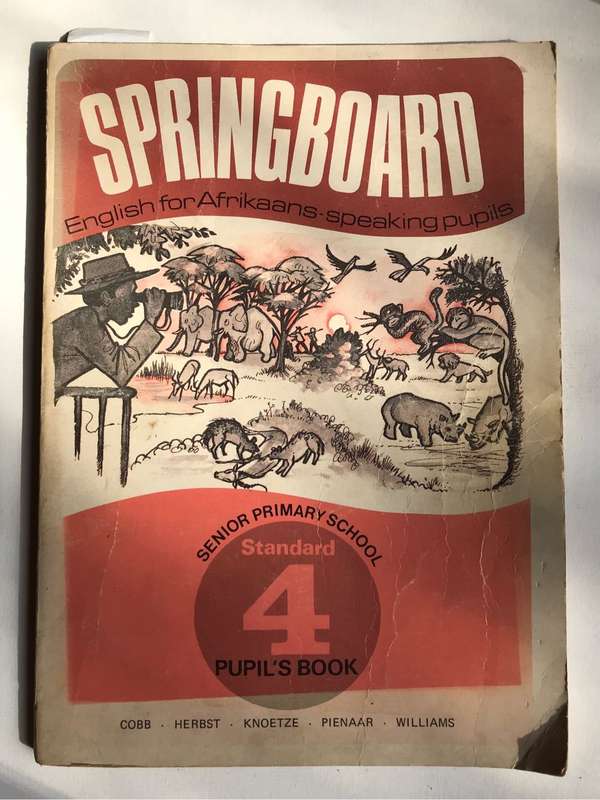 SPRINGBOARD
English for Afrikaans-speaking pupils
SENIOR PRIMARY SCHOOL
Standard
4
PUPIL'S BOOK
COBB · HERBST · KNOETZE · PIENAAR · WILLIAMS